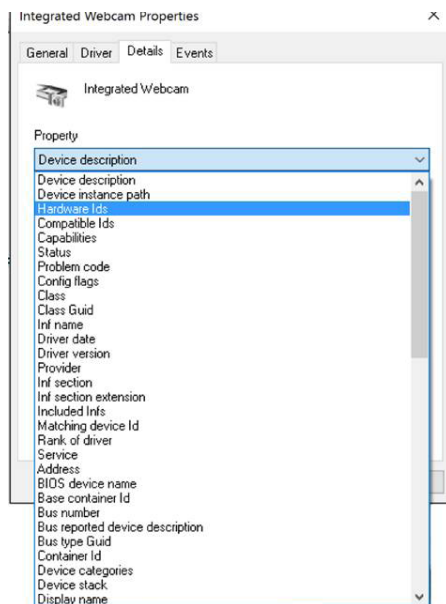 Integrated Webcam Properties
General Driver Details Events
Integrated Webcam
Property
Device description
Device description
Device instance path
Hardware Ids
Compatible Ids
Capabilities
Status
Problem code
Config flags
Class
Class Guid
Inf name
Driver date
Driver version
Provider
Inf section
Inf section extension
Included Infs
Matching device Id
Rank of driver
Service
Address
BIOS device name
Base container Id
Bus number
Bus reported device description
Bus type Guid
Container Id
Device categories
Device stack
Display name